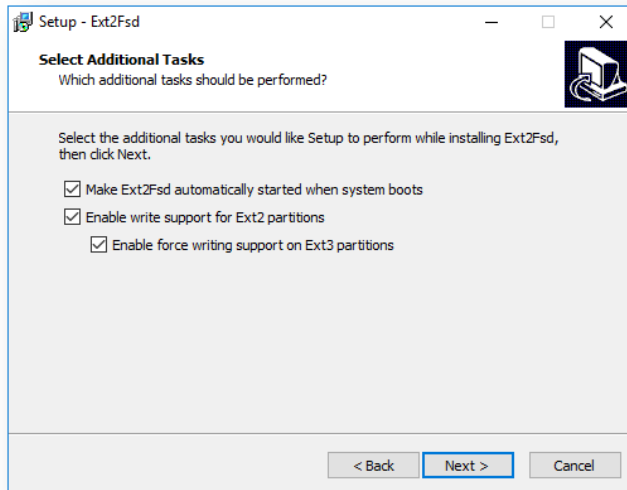 Setup - Ext2Fsd
Select Additional Tasks
Which additional tasks should be performed?
Select the additional tasks you would like Setup to perform while installing Ext2Fsd,
then click Next.
Make Ext2Fsd automatically started when system boots
Enable write support for Ext2 partitions
Enable force writing support on Ext3 partitions
< Back
Next >
Cancel